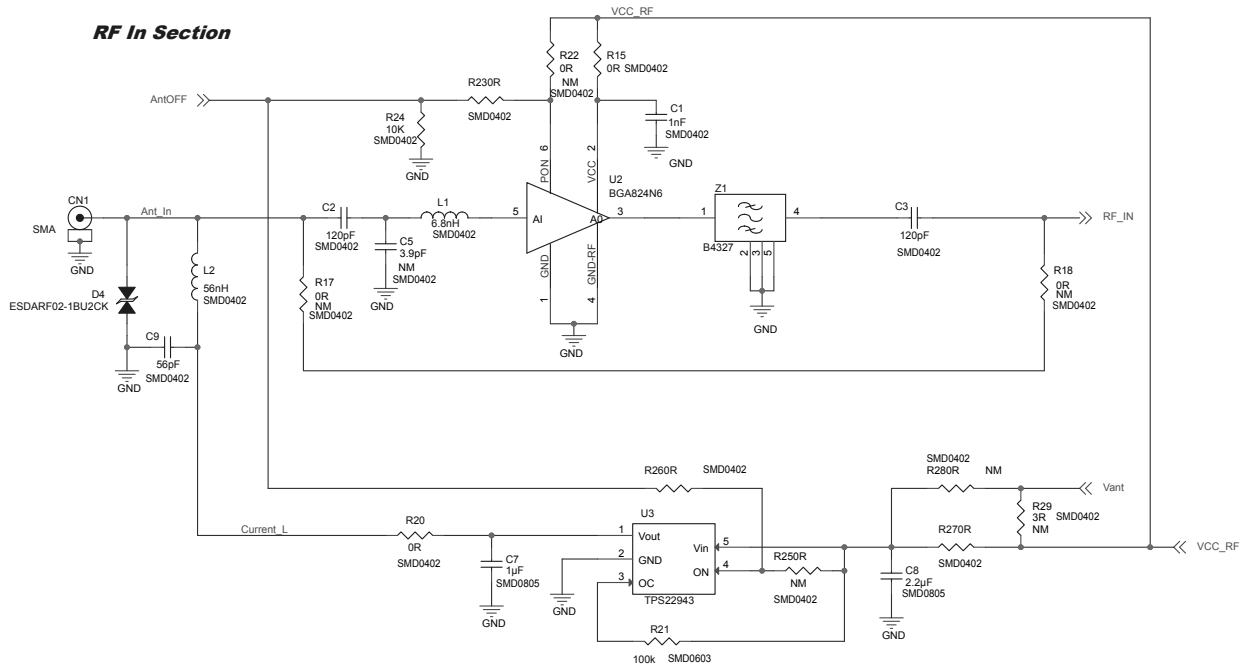 RF In Section
VCC_RF
R22
0R
NM
SMD0402
R15
0R SMD0402
AntOFF
R230R
SMD0402
R24
10K
SMD0402
GND
C1
1nF
SMD0402
GND
6
PON
2
VCC
U2
BGA824N6
CN1
SMA
GND
Ant_In
C2
120pF
SMD0402
L1
6.8nH
SMD0402
C5
3.9pF
NM
SMD0402
GND
5
AI
AO
3
GND
GND-RF
1
4
GND
Z1
1
4
B4327
2
3
5
GND
C3
120pF
SMD0402
RF_IN
L2
56nH
SMD0402
D4
ESDARF02-1BU2CK
C9
56pF
SMD0402
GND
R17
0R
NM
SMD0402
R18
0R
NM
SMD0402
R260R
SMD0402
SMD0402
R280R
NM
Vant
R29
3R
NM
SMD0402
Current_L
R20
0R
SMD0402
C7
1µF
SMD0805
GND
U3
1
Vout
2
GND
3
OC
Vin
5
ON
4
TPS22943
GND
R250R
NM
SMD0402
R270R
SMD0402
VCC_RF
C8
2.2µF
SMD0805
GND
R21
100k
SMD0603